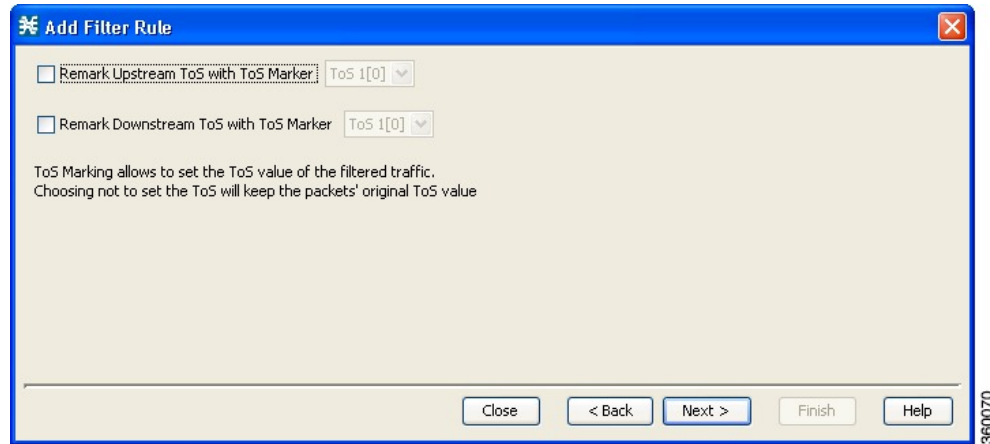 Add Filter Rule
Remark Upstream ToS with ToS Marker ToS 1[0]
Remark Downstream ToS with ToS Marker ToS 1[0]
ToS Marking allows to set the ToS value of the filtered traffic.
Choosing not to set the ToS will keep the packets' original ToS value
Close < Back Next > Finish Help
360070